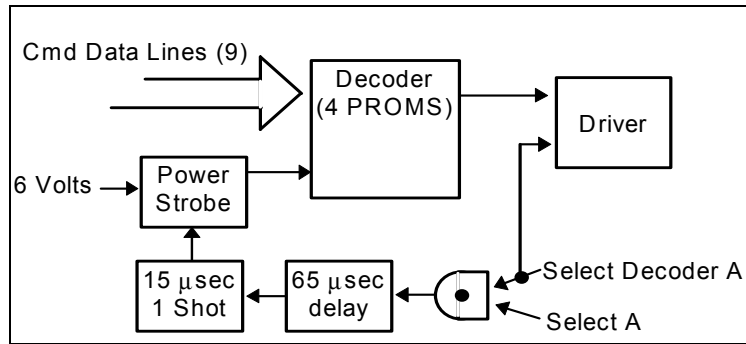 Cmd Data Lines (9)
Decoder
(4 PROMS)
Driver
6 Volts
Power
Strobe
15 μsec
1 Shot
65 μsec
delay
Select Decoder A
Select A